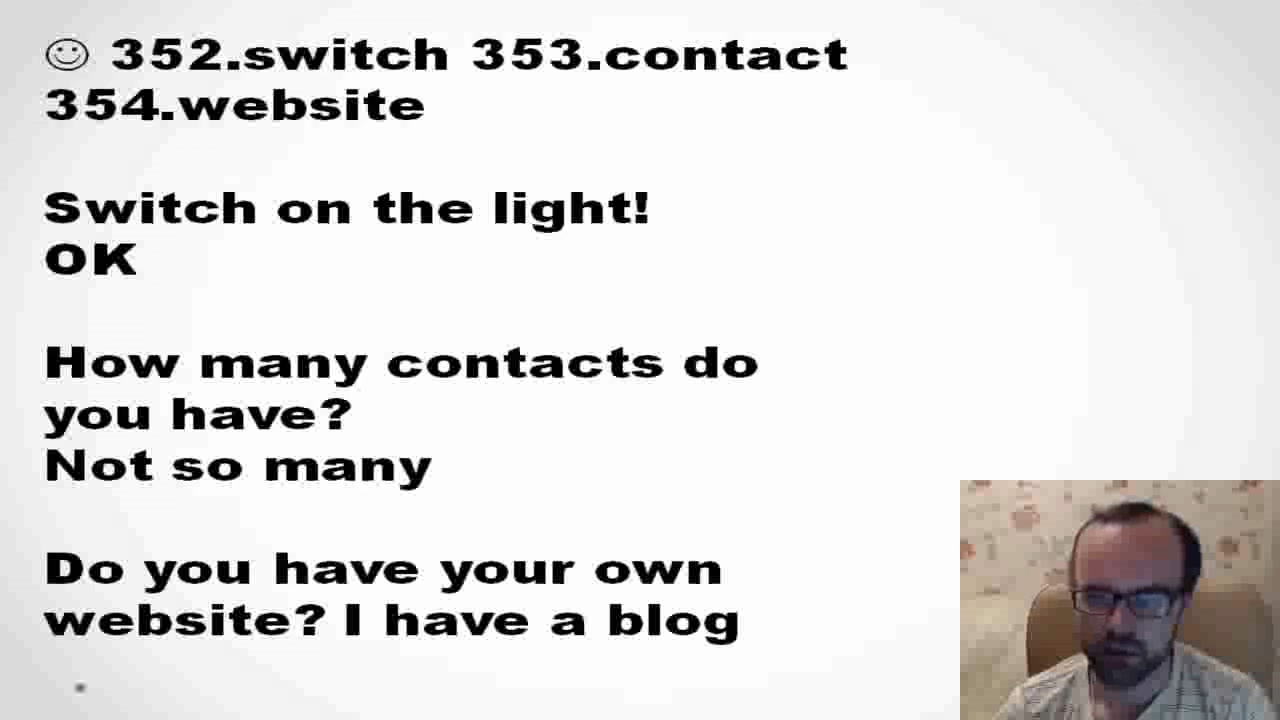 ☺ 352.switch 353.contact
354.website
Switch on the light!
OK
How many contacts do
you have?
Not so many
Do you have your own
website? I have a blog